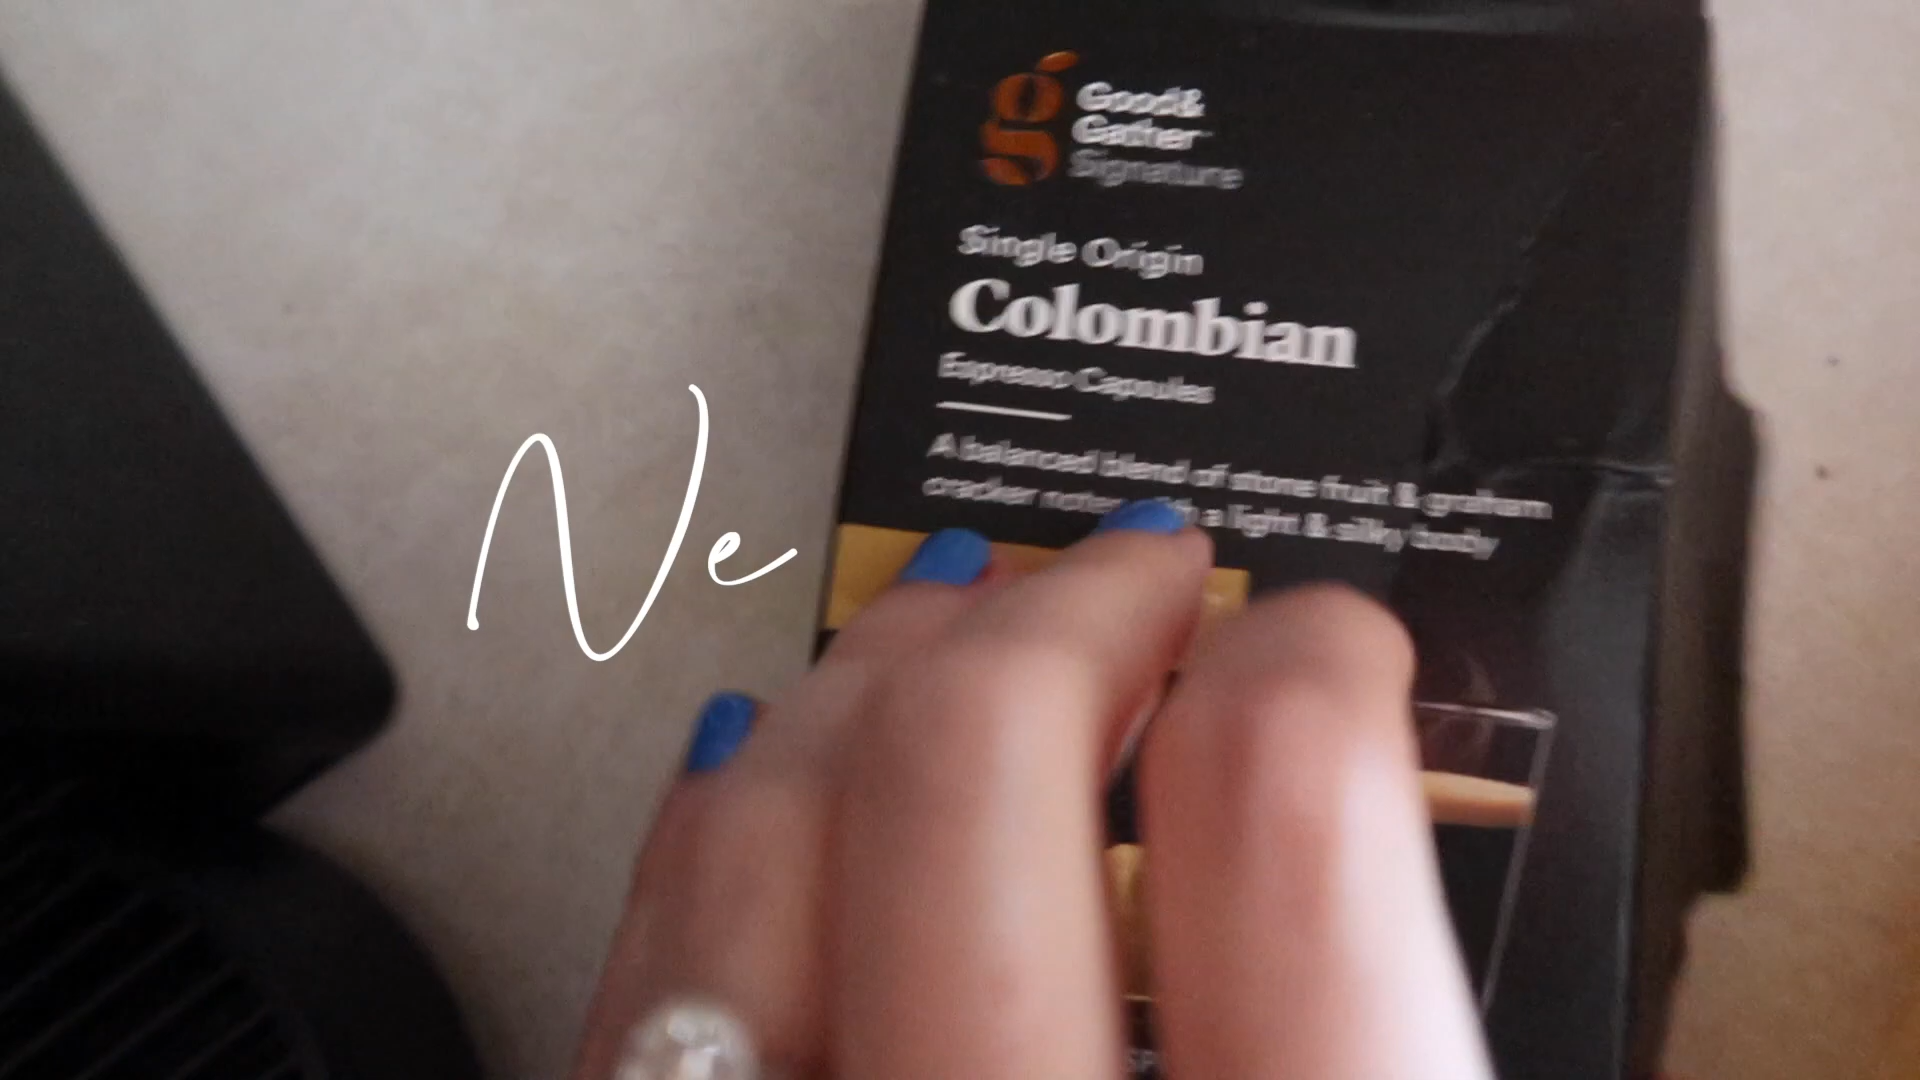 Good&
Gather
Signature
Single Origin
Colombian
Espresso Capsules
A balanced blend of stone fruit & graham
cracker notes a light & silky body
Ne